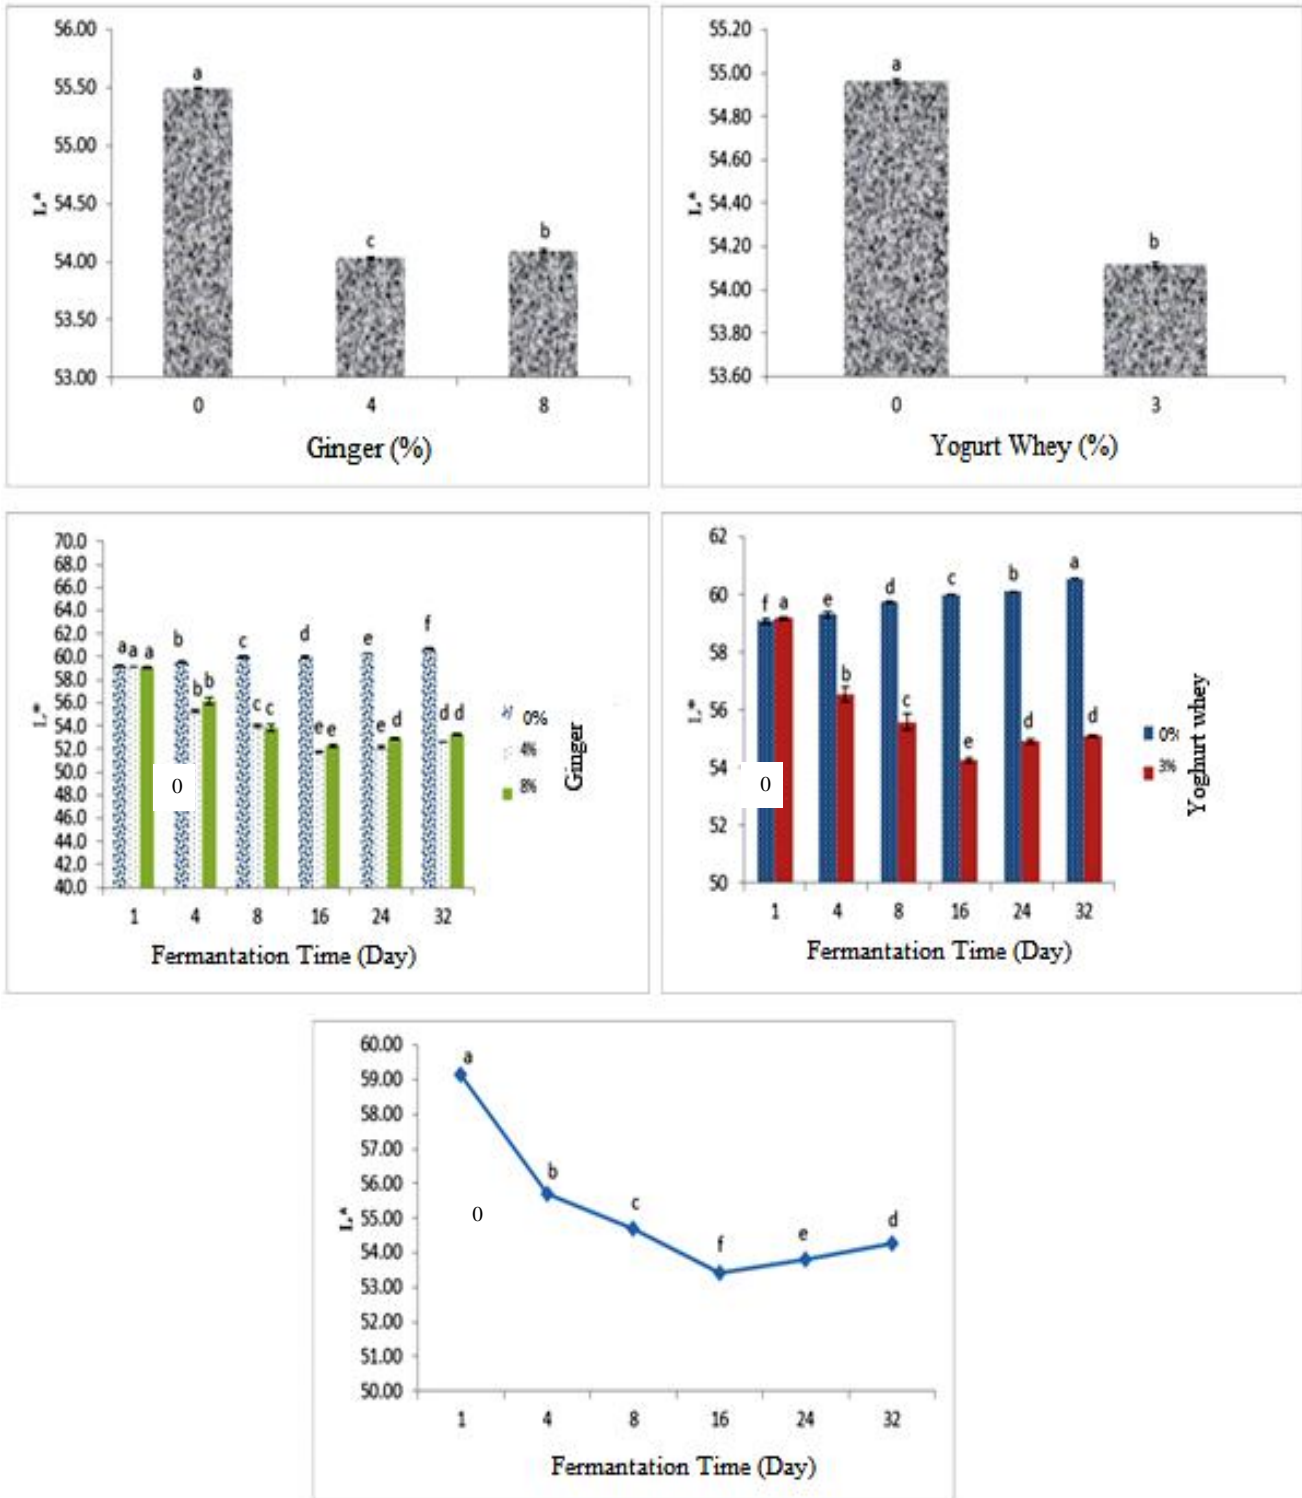 56.00
55.50
55.00
54.50
54.00
53.50
53.00
L*
a
c
b
0 4 8
Ginger (%)
55.20
55.00
54.80
54.60
54.40
54.20
54.00
53.80
53.60
L*
a
b
0 3
Yogurt Whey (%)
70.0
68.0
66.0
64.0
62.0
60.0
58.0
56.0
54.0
52.0
50.0
48.0
46.0
44.0
42.0
40.0
L*
a a a
b b b
c c c
d e e
e e d
f d d
0
1 4 8 16 24 32
Fermantation Time (Day)
0%
4%
8%
Ginger
62
60
58
56
54
52
50
L*
f a
e b
d c
c e
b d
a d
0
1 4 8 16 24 32
Fermantation Time (Day)
0%
3%
Yoghurt whey
60.00
59.00
58.00
57.00
56.00
55.00
54.00
53.00
52.00
51.00
50.00
L*
a
b
c
f
e
d
0
1 4 8 16 24 32
Fermantation Time (Day)